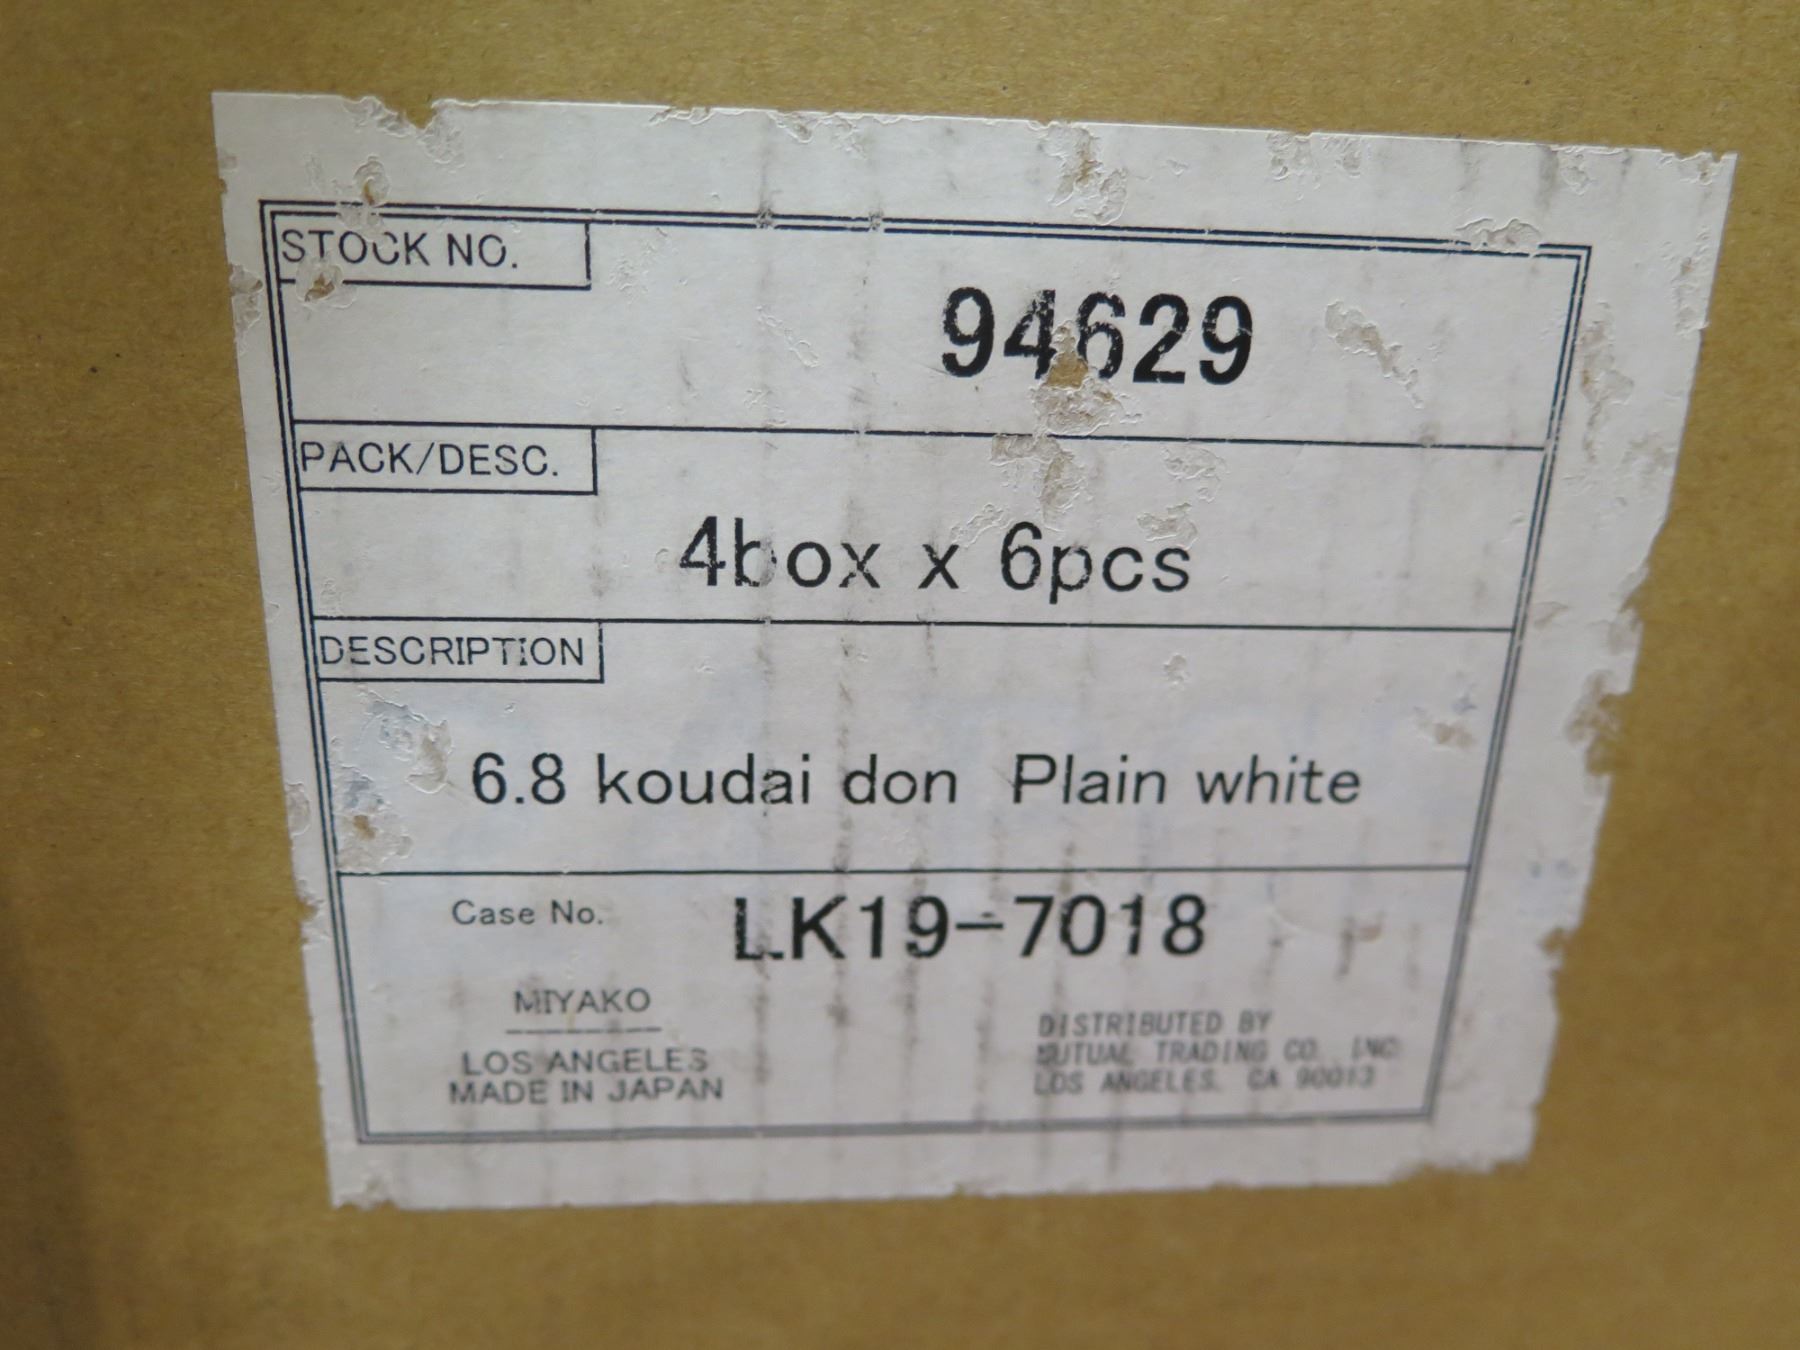 STOCK NO.
94629
PACK/DESC.
4box x 6pcs
DESCRIPTION
6.8 koudai don Plain white
Case No. LK19-7018
MIYAKO
LOS ANGELES
MADE IN JAPAN
DISTRIBUTED BY
MUTUAL TRADING CO. INC
LOS ANGELES, CA 90013